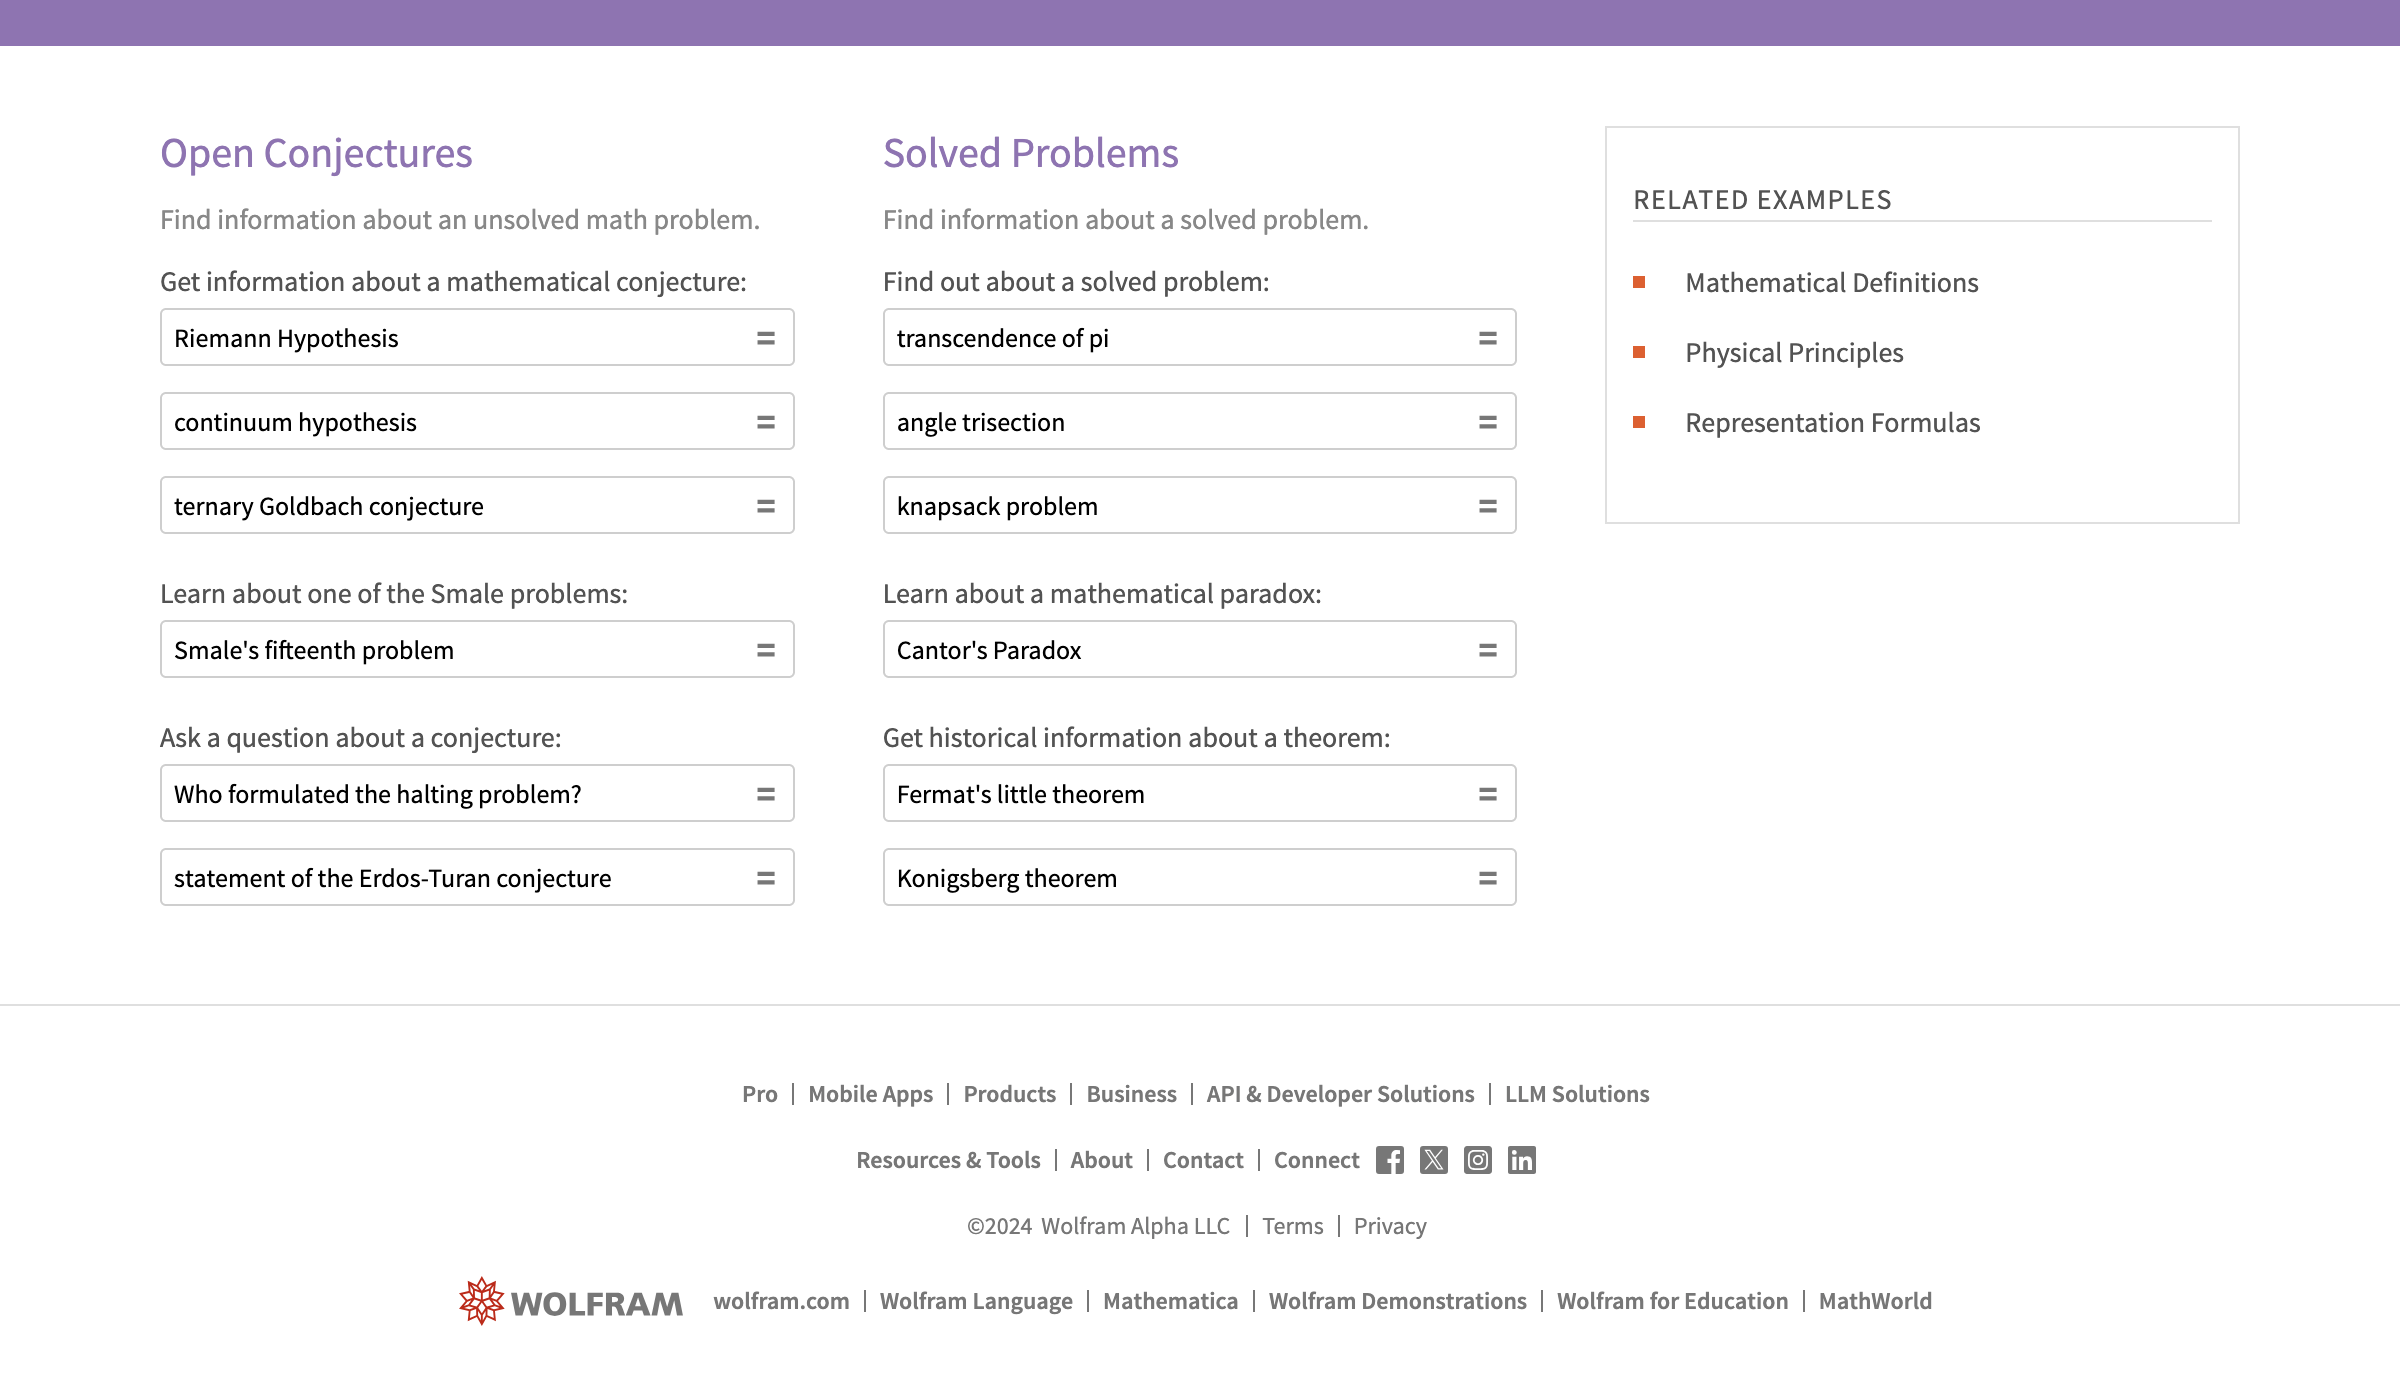 Open Conjectures
Find information about an unsolved math problem.
Get information about a mathematical conjecture:
Riemann Hypothesis
continuum hypothesis
ternary Goldbach conjecture
Learn about one of the Smale problems:
Smale's fifteenth problem
Ask a question about a conjecture:
Who formulated the halting problem?
statement of the Erdos-Turan conjecture
Solved Problems
Find information about a solved problem.
Find out about a solved problem:
transcendence of pi
angle trisection
knapsack problem
Learn about a mathematical paradox:
Cantor's Paradox
Get historical information about a theorem:
Fermat's little theorem
Konigsberg theorem
RELATED EXAMPLES
Mathematical Definitions
Physical Principles
Representation Formulas
Pro | Mobile Apps | Products | Business | API & Developer Solutions | LLM Solutions
Resources & Tools | About | Contact | Connect
©2024 Wolfram Alpha LLC | Terms | Privacy
WOLFRAM wolfram.com | Wolfram Language | Mathematica | Wolfram Demonstrations | Wolfram for Education | MathWorld